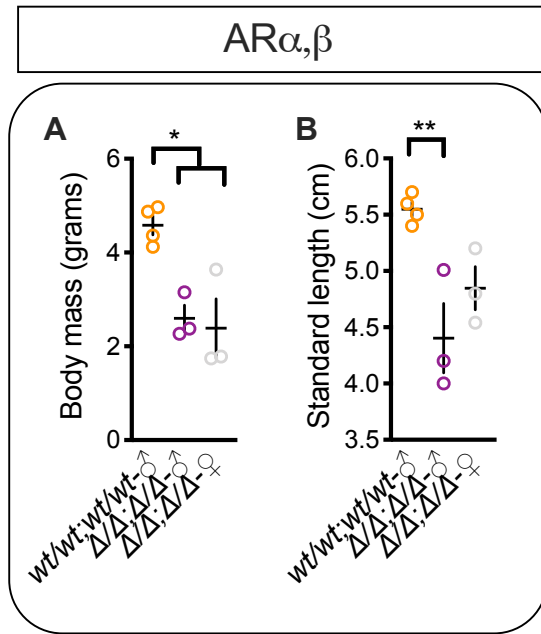 ARα,β
A
B
*
**
Body mass (grams)
6
4
2
0
Standard length (cm)
6.0
5.5
5.0
4.5
4.0
3.5
wt/wt;wt/wt-♂
Δ/Δ;Δ/Δ-♂
Δ/Δ;Δ/Δ-♀
wt/wt;wt/wt-♂
Δ/Δ;Δ/Δ-♂
Δ/Δ;Δ/Δ-♀